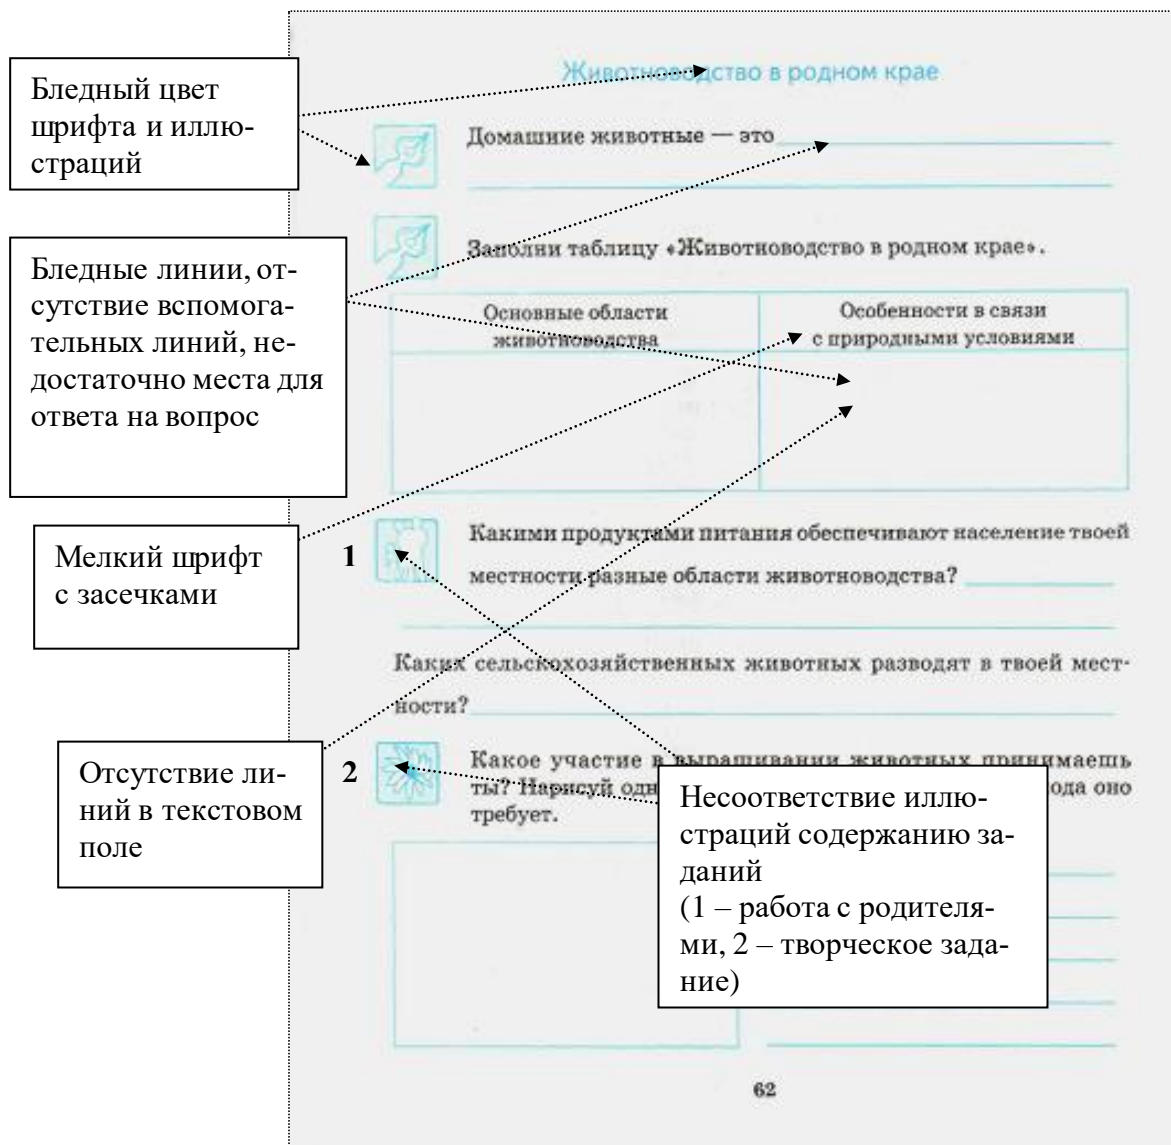 Бледный цвет
шрифта и иллю-
страций
Бледные линии, от-
сутствие вспомога-
тельных линий, не-
достаточно места для
ответа на вопрос
Мелкий шрифт
с засечками
Отсутствие ли-
ний в текстовом
поле
Животноводство в родном крае
Домашние животные — это
Заполни таблицу «Животноводство в родном крае».
Основные области
животноводства
Особенности в связи
с природными условиями
1
Какими продуктами питания обеспечивают население твоей
местности разные области животноводства?
Каких сельскохозяйственных животных разводят в твоей мест-
ности?
2
Какое участие в выращивании животных принимаешь
ты? Нарисуй
оно
требует.
Несоответствие иллю-
страций содержанию за-
даний
(1 – работа с родителя-
ми, 2 – творческое зада-
ние)
62